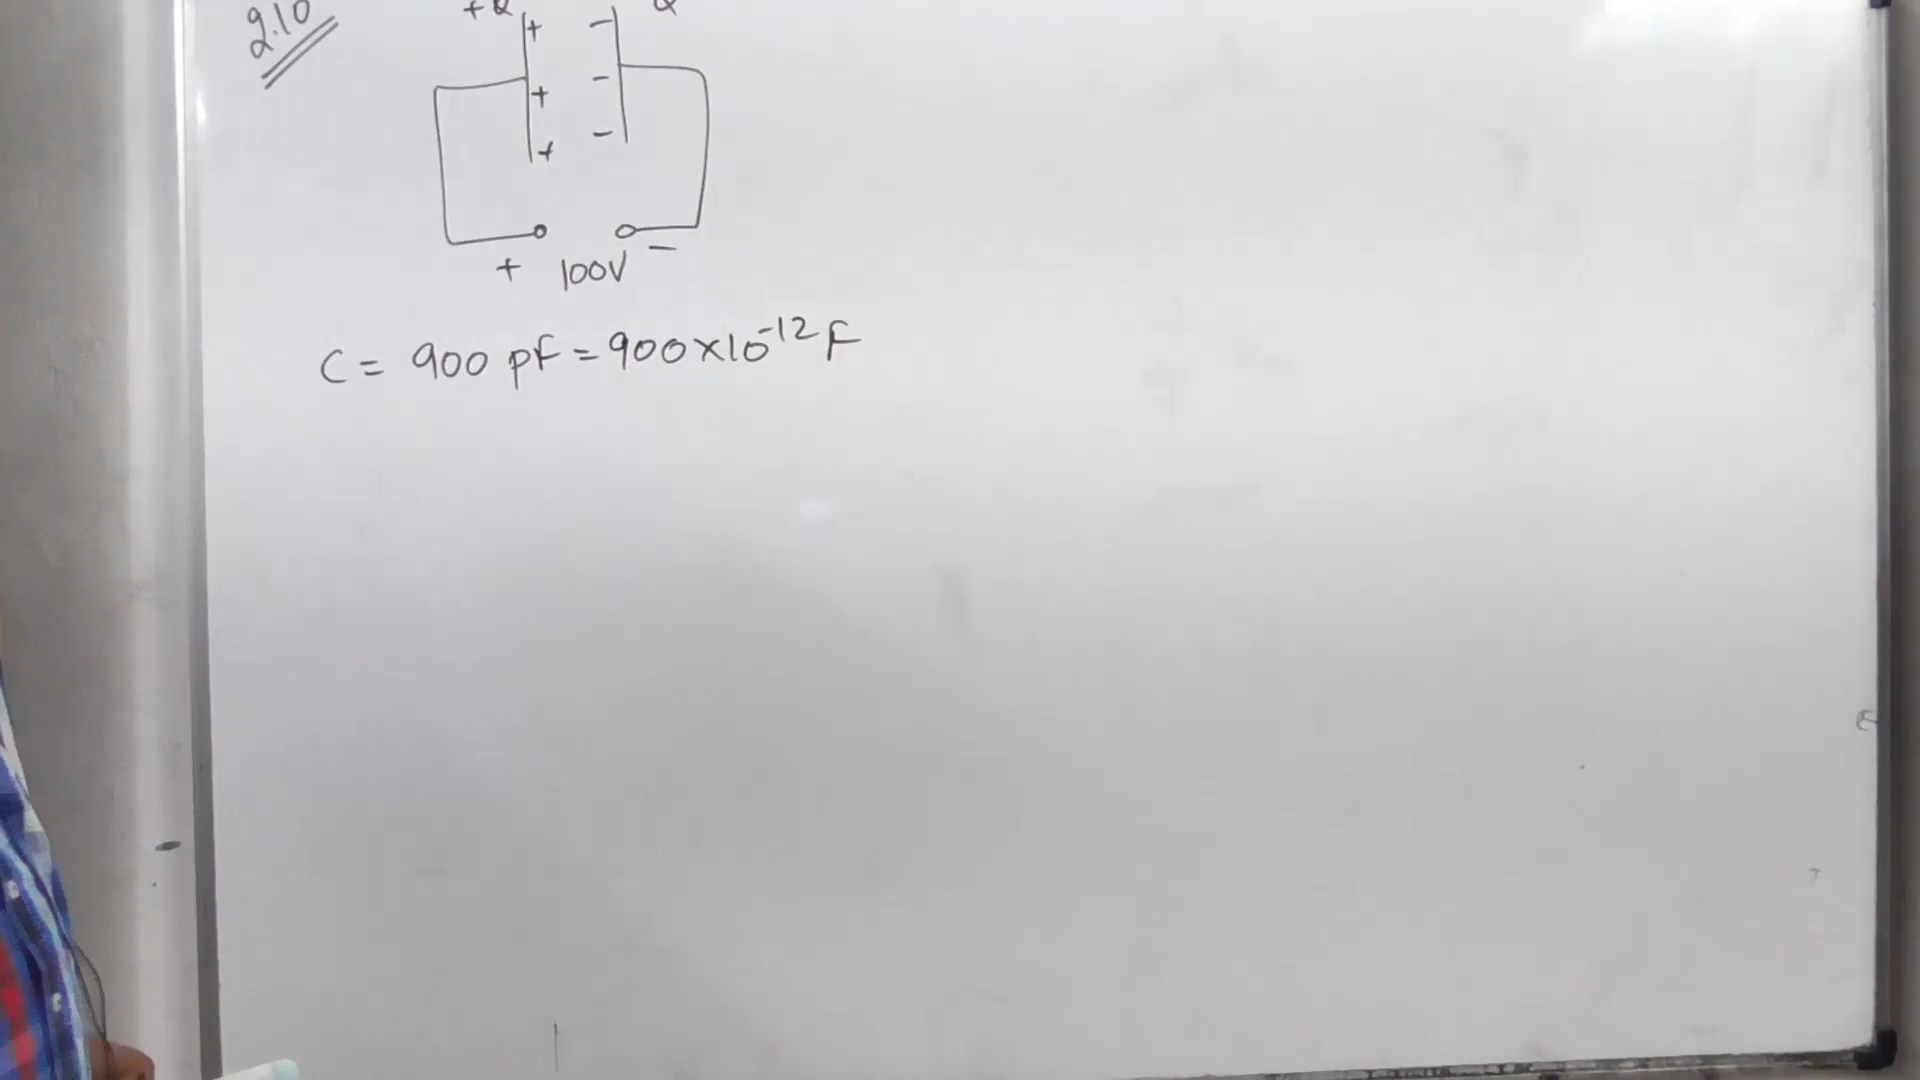 2.10
+Q Q
+ -
+ -
+ -
+ 100V -
C = 900 pF = 900×10⁻¹² F